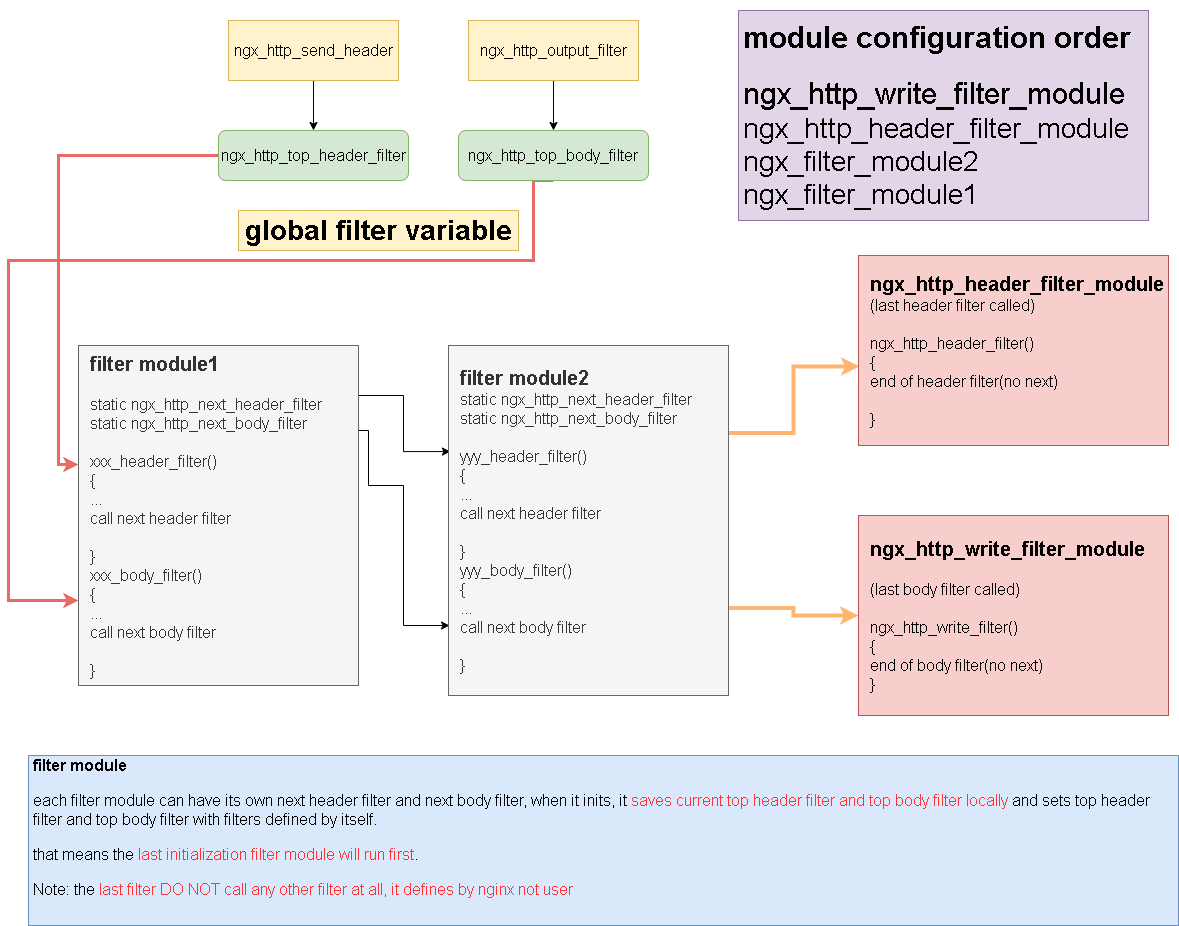 ngx_http_send_header
ngx_http_output_filter
module configuration order
ngx_http_write_filter_module
ngx_http_header_filter_module
ngx_filter_module2
ngx_filter_module1
ngx_http_top_header_filter
ngx_http_top_body_filter
global filter variable
filter module1
static ngx_http_next_header_filter
static ngx_http_next_body_filter
xxx_header_filter()
{
...
call next header filter
}
xxx_body_filter()
{
...
call next body filter
}
filter module2
static ngx_http_next_header_filter
static ngx_http_next_body_filter
yyy_header_filter()
{
...
call next header filter
}
yyy_body_filter()
{
...
call next body filter
}
ngx_http_header_filter_module
(last header filter called)
ngx_http_header_filter()
{
end of header filter(no next)
}
ngx_http_write_filter_module
(last body filter called)
ngx_http_write_filter()
{
end of body filter(no next)
}
filter module
each filter module can have its own next header filter and next body filter, when it inits, it saves current top header filter and top body filter locally and sets top header
filter and top body filter with filters defined by itself.
that means the last initialization filter module will run first.
Note: the last filter DO NOT call any other filter at all, it defines by nginx not user